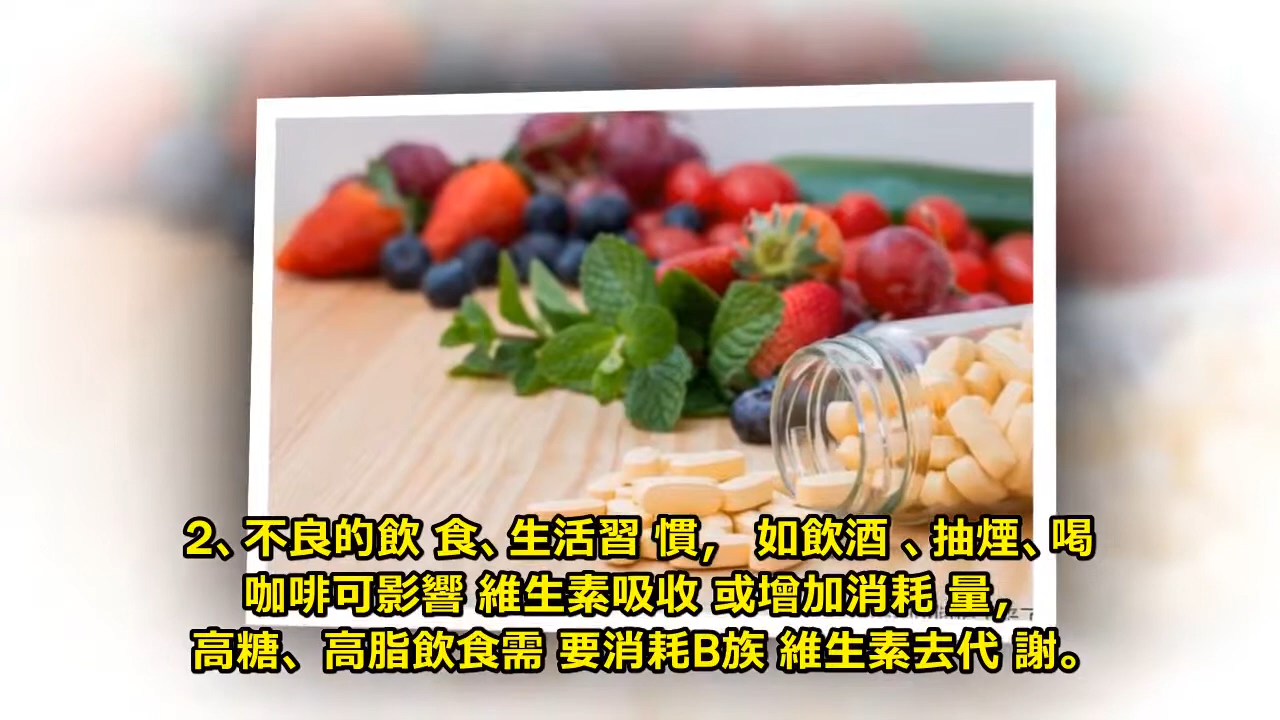 2、不良的飲 食、生活習 慣, 如飲酒 、抽煙、喝
咖啡可影響 維生素吸收 或增加消耗 量,
高糖、高脂飲食需 要消耗B族 維生素去代 謝。